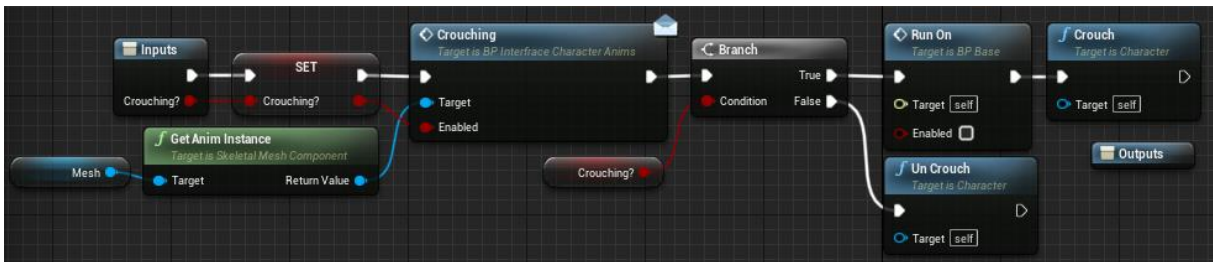 Inputs
Crouching?
SET
Crouching?
Get Anim Instance
Target is Skeletal Mesh Component
Mesh
Target
Return Value
Crouching
Target is BP Interfrace Character Anims
Target
Enabled
Branch
True
Condition
False
Crouching?
Run On
Target is BP Base
Target self
Enabled
Crouch
Target is Character
Target self
Un Crouch
Target is Character
Target self
Outputs